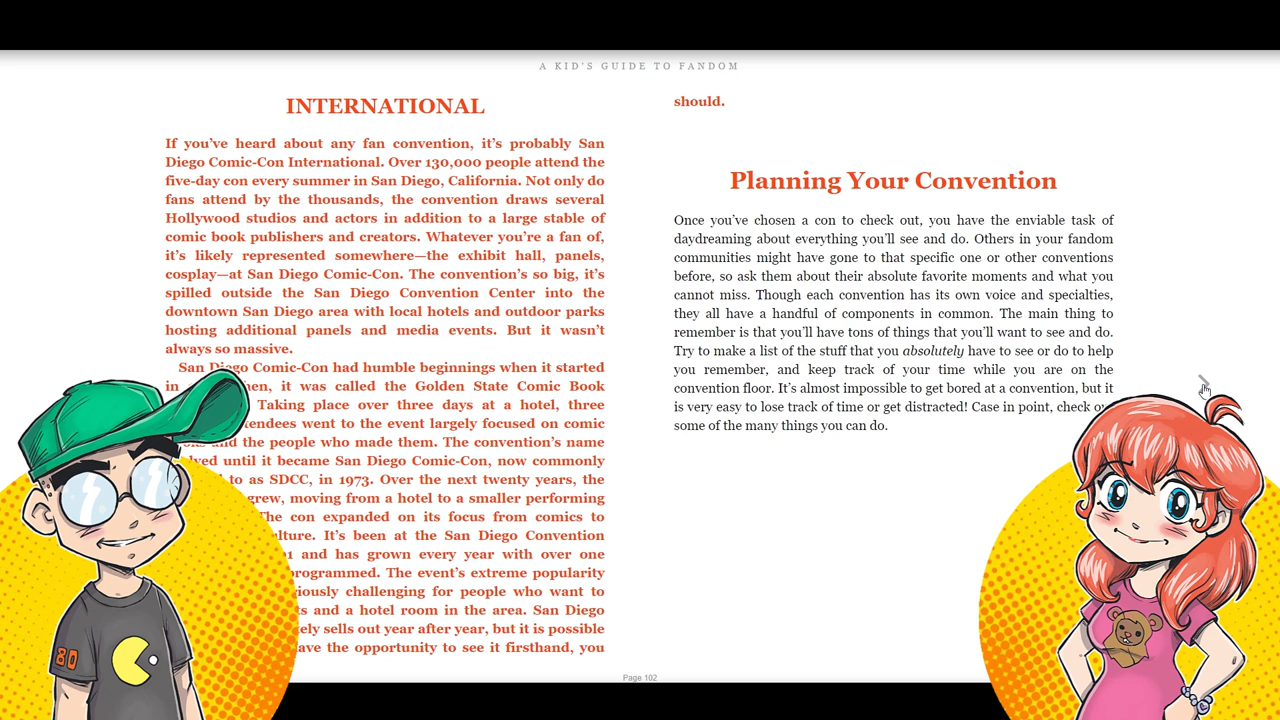 A KID'S GUIDE TO FANDOM
INTERNATIONAL
If you've heard about any fan convention, it's probably San
Diego Comic-Con International. Over 130,000 people attend the
five-day con every summer in San Diego, California. Not only do
fans attend by the thousands, the convention draws several
Hollywood studios and actors in addition to a large stable of
comic book publishers and creators. Whatever you're a fan of,
it's likely represented somewhere—the exhibit hall, panels,
cosplay—at San Diego Comic-Con. The convention's so big, it's
spilled outside the San Diego Convention Center into the
downtown San Diego area with local hotels and outdoor parks
hosting additional panels and media events. But it wasn't
always so massive.
San Diego Comic-Con had humble beginnings when it started
in it was called the Golden State Comic Book
Taking place over three days at a hotel, three
went to the event largely focused on comic
and the people who made them. The convention's name
until it became San Diego Comic-Con, now commonly
to as SDCC, in 1973. Over the next twenty years, the
grew, moving from a hotel to a smaller performing
The con expanded on its focus from comics to
It's been at the San Diego Convention
and has grown every year with over one
programmed. The event's extreme popularity
challenging for people who want to
and a hotel room in the area. San Diego
sells out year after year, but it is possible
have the opportunity to see it firsthand, you
should.
Planning Your Convention
Once you've chosen a con to check out, you have the enviable task of
daydreaming about everything you'll see and do. Others in your fandom
communities might have gone to that specific one or other conventions
before, so ask them about their absolute favorite moments and what you
cannot miss. Though each convention has its own voice and specialties,
they all have a handful of components in common. The main thing to
remember is that you'll have tons of things that you'll want to see and do.
Try to make a list of the stuff that you absolutely have to see or do to help
you remember, and keep track of your time while you are on the
convention floor. It's almost impossible to get bored at a convention, but it
is very easy to lose track of time or get distracted! Case in point, check
some of the many things you can do.
80
Page 102